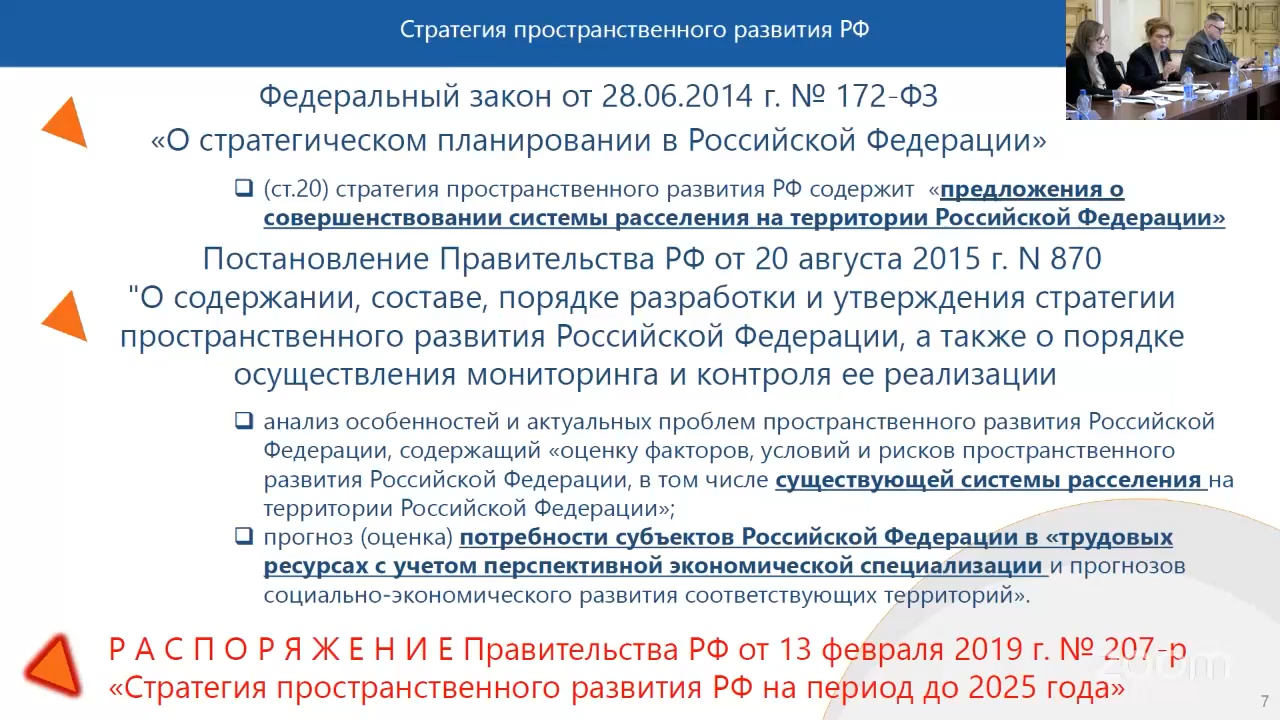 Стратегия пространственного развития РФ
Федеральный закон от 28.06.2014 г. № 172-ФЗ
«О стратегическом планировании в Российской Федерации»
(ст.20) стратегия пространственного развития РФ содержит «предложения о
совершенствовании системы расселения на территории Российской Федерации»
Постановление Правительства РФ от 20 августа 2015 г. N 870
"О содержании, составе, порядке разработки и утверждения стратегии
пространственного развития Российской Федерации, а также о порядке
осуществления мониторинга и контроля ее реализации
анализ особенностей и актуальных проблем пространственного развития Российской
Федерации, содержащий «оценку факторов, условий и рисков пространственного
развития Российской Федерации, в том числе существующей системы расселения на
территории Российской Федерации»;
прогноз (оценка) потребности субъектов Российской Федерации в «трудовых
ресурсах с учетом перспективной экономической специализации и прогнозов
социально-экономического развития соответствующих территорий».
Р А С П О Р Я Ж Е Н И Е Правительства РФ от 13 февраля 2019 г. № 207-р
«Стратегия пространственного развития РФ на период до 2025 года»
zoom
7